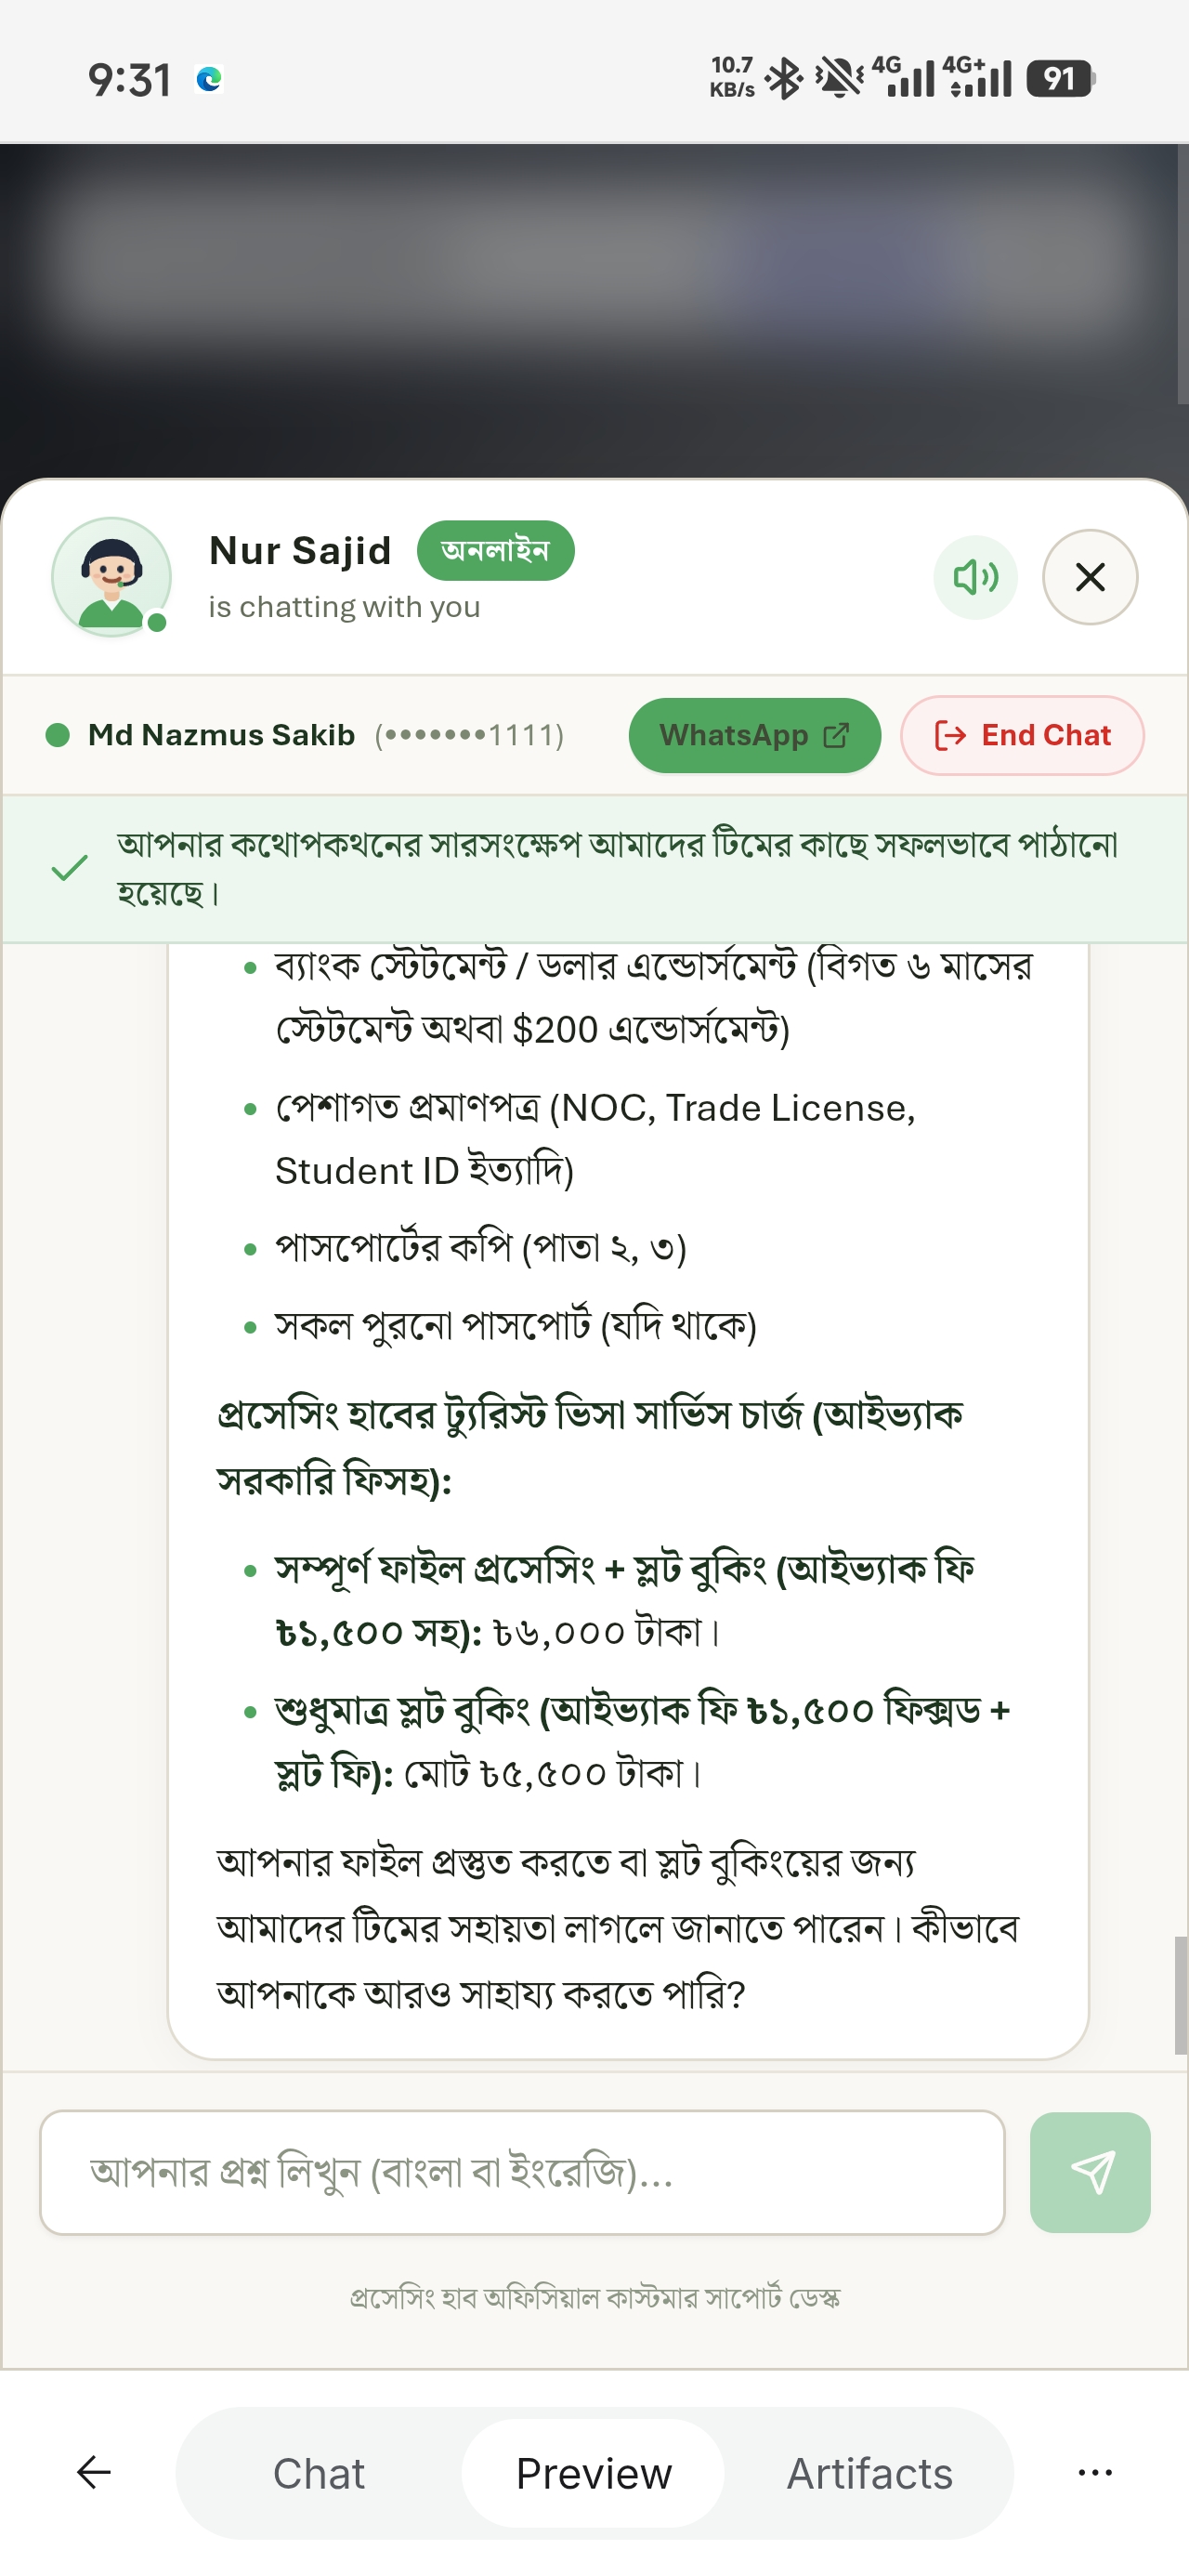 9:31
10.7
KB/s
4G
4G+
91
Nur Sajid
অনলাইন
is chatting with you
Md Nazmus Sakib (•••••••1111)
WhatsApp
End Chat
আপনার কথোপকথনের সারসংক্ষেপ আমাদের টিমের কাছে সফলভাবে পাঠানো
হয়েছে।
• ব্যাংক স্টেটমেন্ট / ডলার এন্ডোর্সমেন্ট (বিগত ৬ মাসের
স্টেটমেন্ট অথবা $200 এন্ডোর্সমেন্ট)
• পেশাগত প্রমাণপত্র (NOC, Trade License,
Student ID ইত্যাদি)
• পাসপোর্টের কপি (পাতা ২, ৩)
• সকল পুরনো পাসপোর্ট (যদি থাকে)
প্রসেসিং হাবের ট্যুরিস্ট ভিসা সার্ভিস চার্জ (আইভ্যাক
সরকারি ফিসহ):
• সম্পূর্ণ ফাইল প্রসেসিং + স্লট বুকিং (আইভ্যাক ফি
৳১,৫০০ সহ): ৳৬,০০০ টাকা।
• শুধুমাত্র স্লট বুকিং (আইভ্যাক ফি ৳১,৫০০ ফিক্সড +
স্লট ফি): মোট ৳৫,৫০০ টাকা।
আপনার ফাইল প্রস্তুত করতে বা স্লট বুকিংয়ের জন্য
আমাদের টিমের সহায়তা লাগলে জানাতে পারেন। কীভাবে
আপনাকে আরও সাহায্য করতে পারি?
আপনার প্রশ্ন লিখুন (বাংলা বা ইংরেজি)...
প্রসেসিং হাব অফিসিয়াল কাস্টমার সাপোর্ট ডেস্ক
Chat
Preview
Artifacts